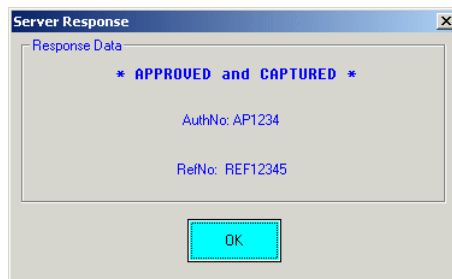 Server Response
Response Data
* APPROVED and CAPTURED *
AuthNo: AP1234
RefNo: REF12345
OK